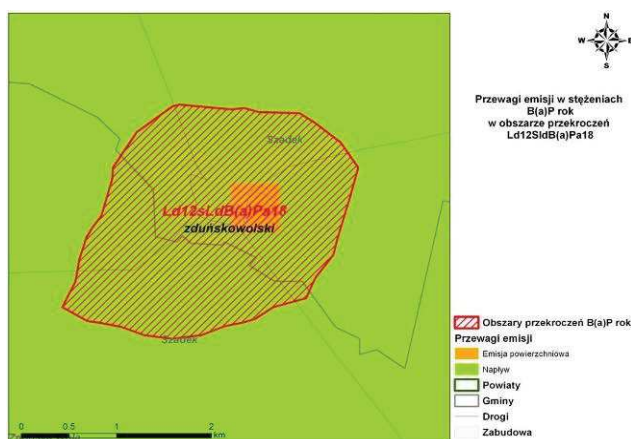 N
W E
S
Przewagi emisji w stężeniach
B(a)P rok
w obszarze przekroczeń
Ld12SldB(a)Pa18
Szadek
Ld12sLdB(a)Pa18
zduńskowolski
Szadek
Obszary przekroczeń B(a)P rok
Przewagi emisji
Emisja powierzchniowa
Napływ
Powiaty
Gminy
Drogi
Zabudowa
0 0.5 1 2
km